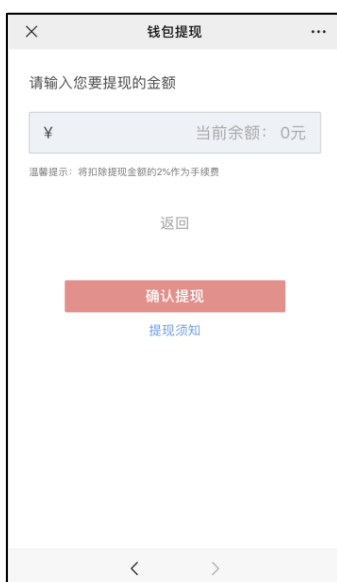 钱包提现
请输入您要提现的金额
¥ 当前余额：0元
温馨提示：将扣除提现金额的2%作为手续费
返回
确认提现
提现须知